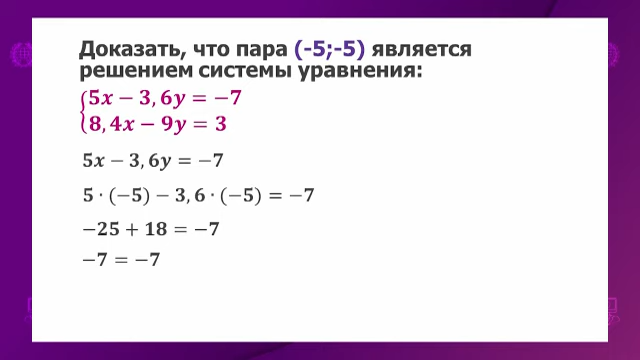 Доказать, что пара (-5;-5) является
решением системы уравнения:
5x − 3,6y = −7
8,4x − 9y = 3
5x − 3,6y = −7
5 · (−5) − 3,6 · (−5) = −7
−25 + 18 = −7
−7 = −7